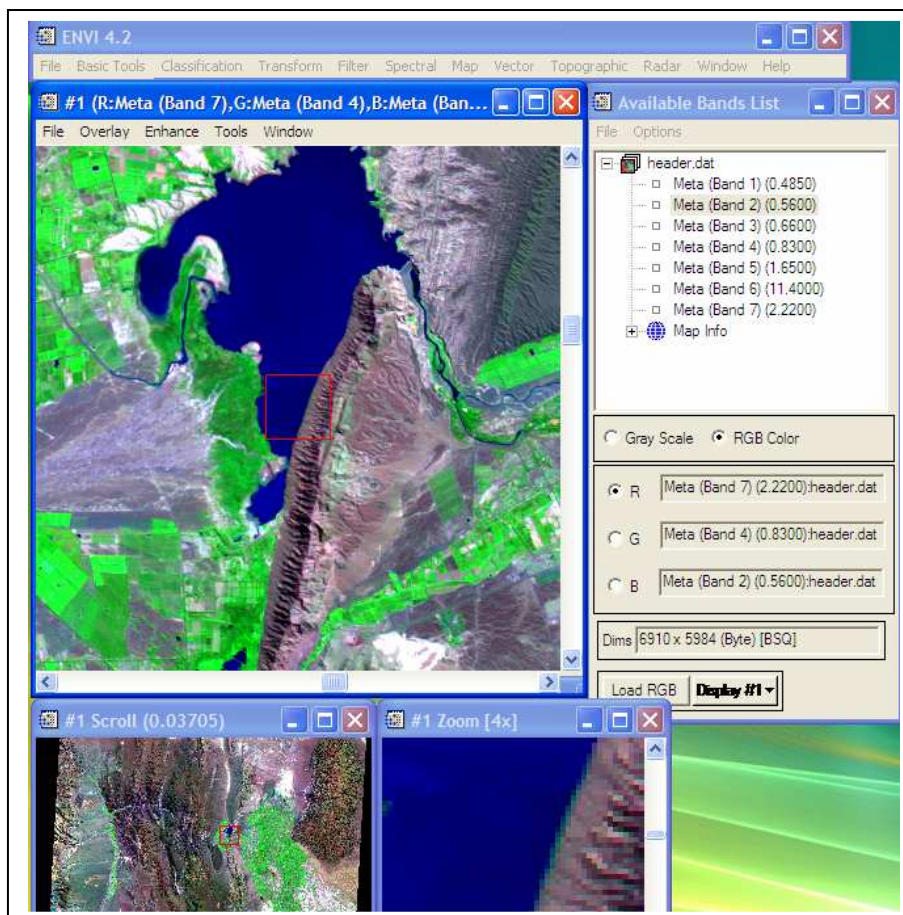 ENVI 4.2
File Basic Tools Classification Transform Filter Spectral Map Vector Topographic Radar Window Help
#1 (R:Meta (Band 7),G:Meta (Band 4),B:Meta (Ban...
File Overlay Enhance Tools Window
Available Bands List
File Options
header.dat
Meta (Band 1) (0.4850)
Meta (Band 2) (0.5600)
Meta (Band 3) (0.6600)
Meta (Band 4) (0.8300)
Meta (Band 5) (1.6500)
Meta (Band 6) (11.4000)
Meta (Band 7) (2.2200)
Map Info
Gray Scale RGB Color
R Meta (Band 7) (2.2200):header.dat
G Meta (Band 4) (0.8300):header.dat
B Meta (Band 2) (0.5600):header.dat
Dims 6910 x 5984 (Byte) [BSQ]
Load RGB Display #1
#1 Scroll (0.03705)
#1 Zoom [4x]